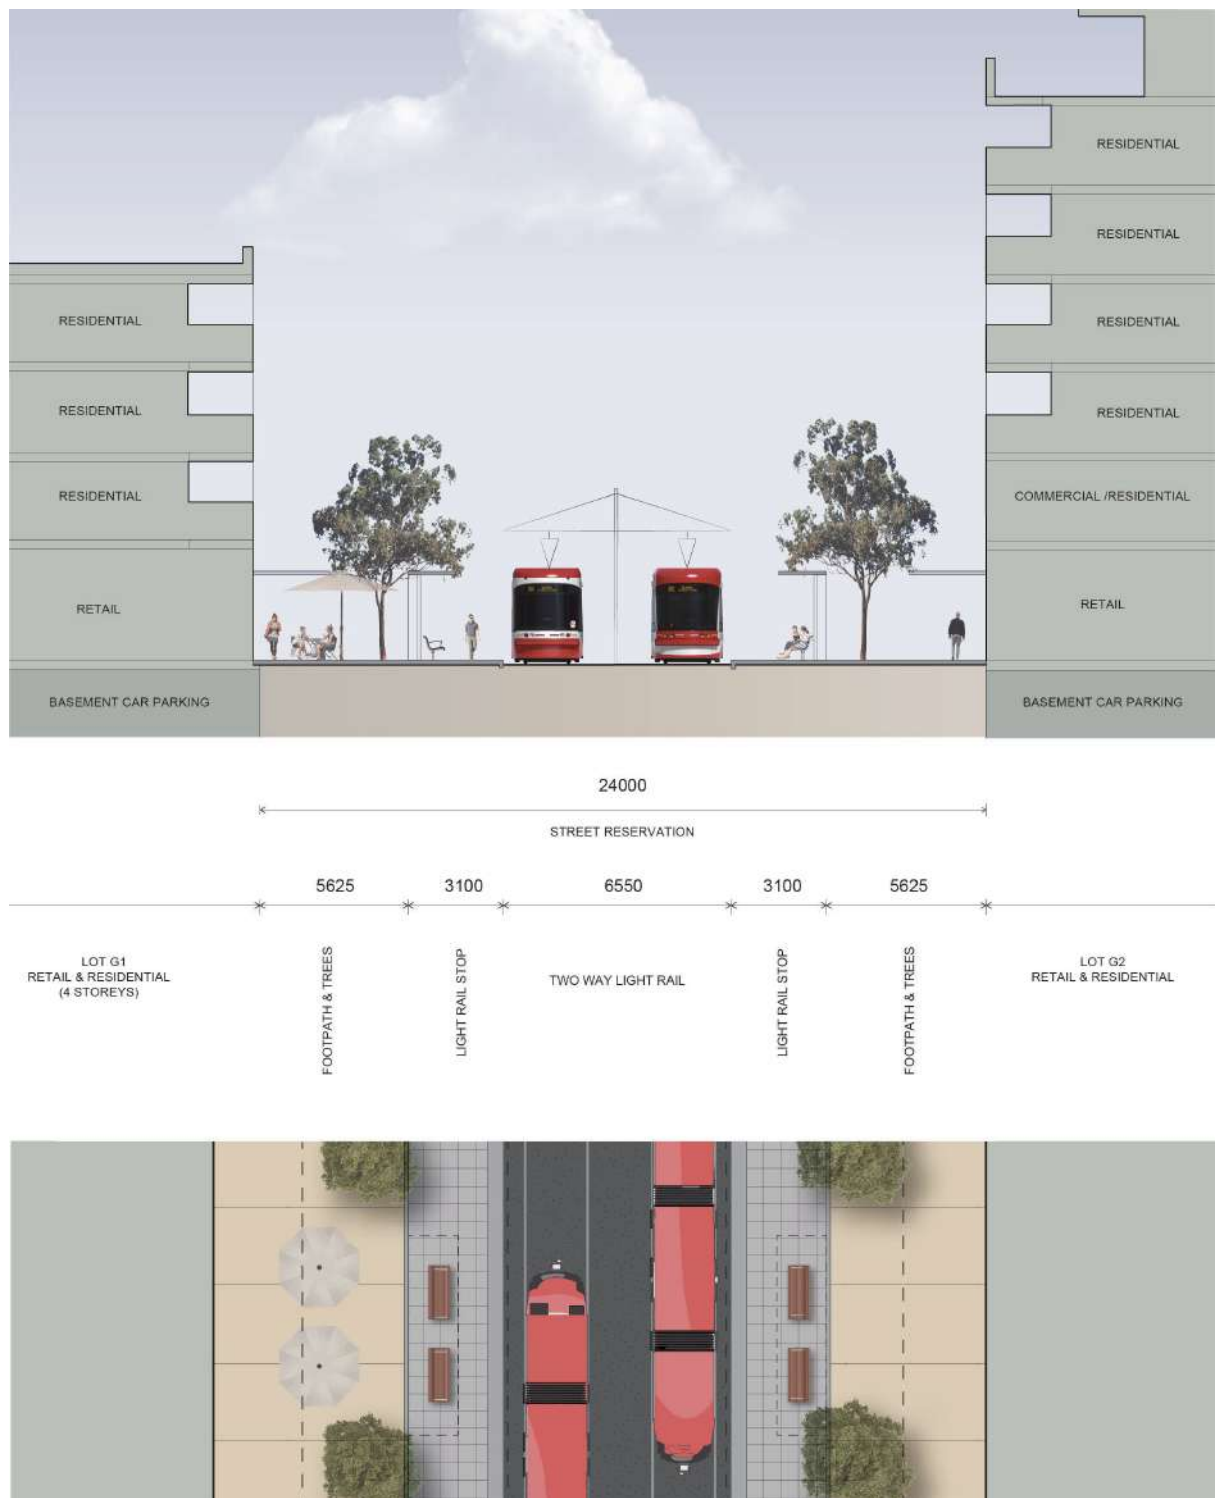 RESIDENTIAL
RESIDENTIAL
RESIDENTIAL
RESIDENTIAL
RESIDENTIAL
RESIDENTIAL
RESIDENTIAL
RESIDENTIAL
COMMERCIAL /RESIDENTIAL
RETAIL
RETAIL
BASEMENT CAR PARKING
BASEMENT CAR PARKING
24000
STREET RESERVATION
5625
3100
6550
3100
5625
LOT G1
RETAIL & RESIDENTIAL
(4 STOREYS)
FOOTPATH & TREES
LIGHT RAIL STOP
TWO WAY LIGHT RAIL
LIGHT RAIL STOP
FOOTPATH & TREES
LOT G2
RETAIL & RESIDENTIAL